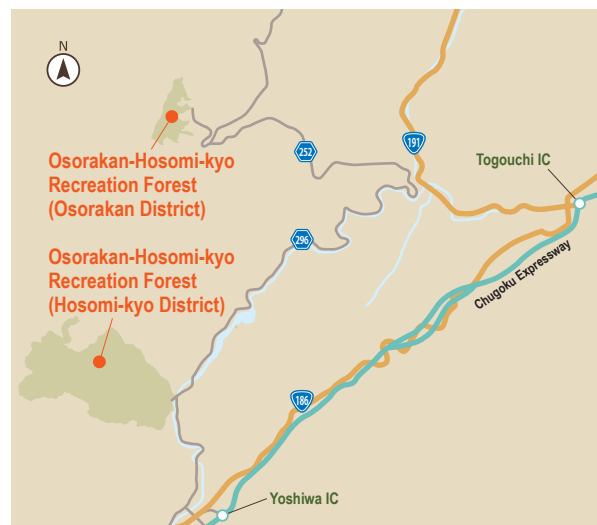 N
252
191
Osorakan-Hosomi-kyo
Recreation Forest
(Osorakan District)
Togouchi IC
296
Osorakan-Hosomi-kyo
Recreation Forest
(Hosomi-kyo District)
Chugoku Expressway
186
Yoshiwa IC